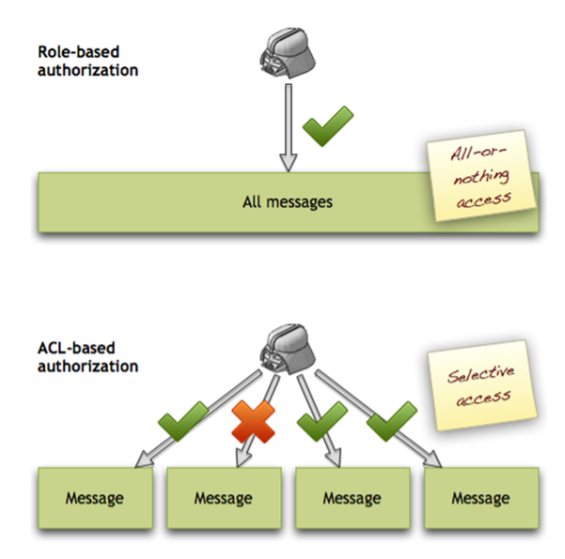 Role-based
authorization
All messages
All-or-
nothing
access
ACL-based
authorization
Selective
access
Message
Message
Message
Message